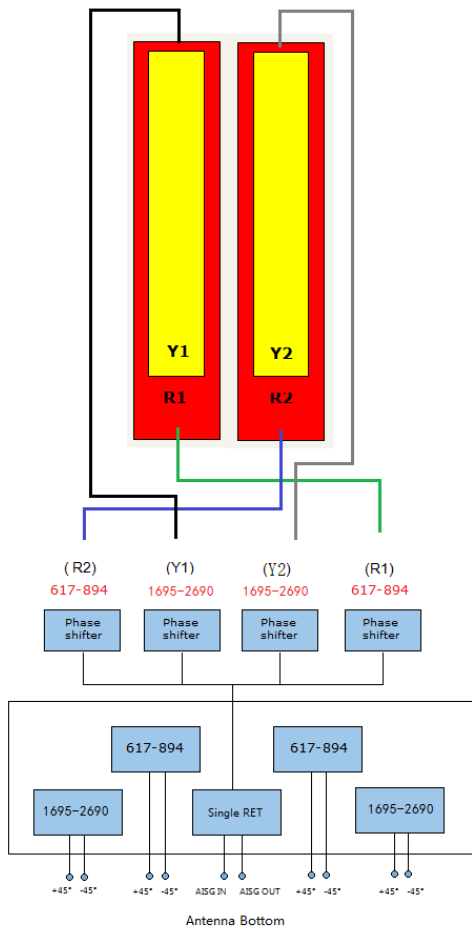 Y1
Y2
R1
R2
( R2)
(Y1)
(Y2)
(R1)
617-894
1695-2690
1695-2690
617-894
Phase shifter
Phase shifter
Phase shifter
Phase shifter
617-894
617-894
1695-2690
Single RET
1695-2690
+45° -45°
+45° -45°
AISG IN
AISG OUT
+45° -45°
+45° -45°
Antenna Bottom